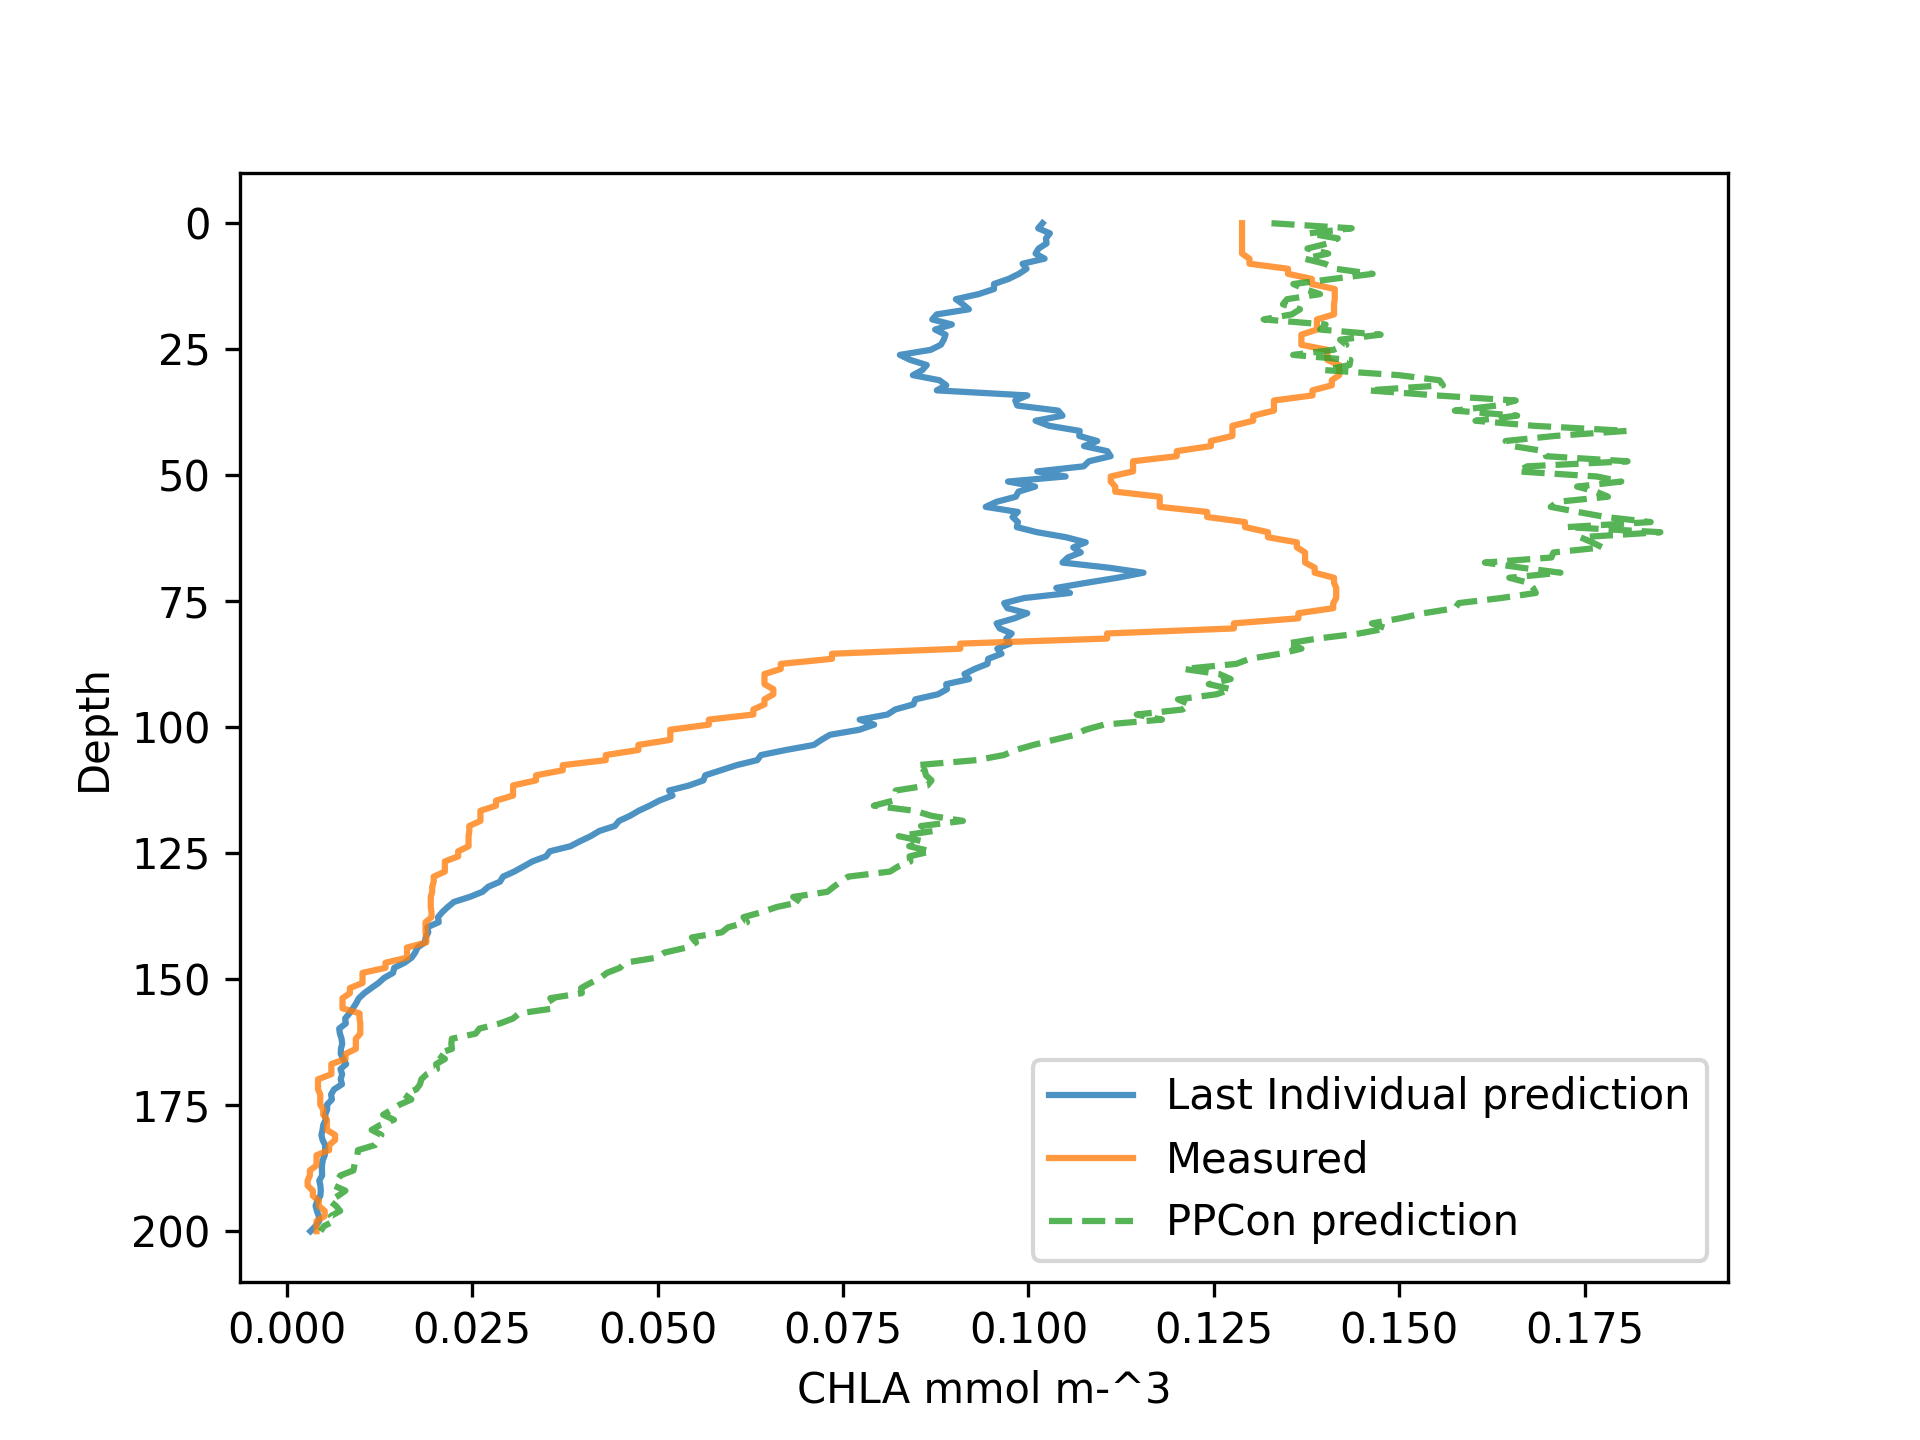 0
25
50
75
100
125
150
175
200
Depth
0.000 0.025 0.050 0.075 0.100 0.125 0.150 0.175
CHLA mmol m-^3
Last Individual prediction
Measured
PPCon prediction